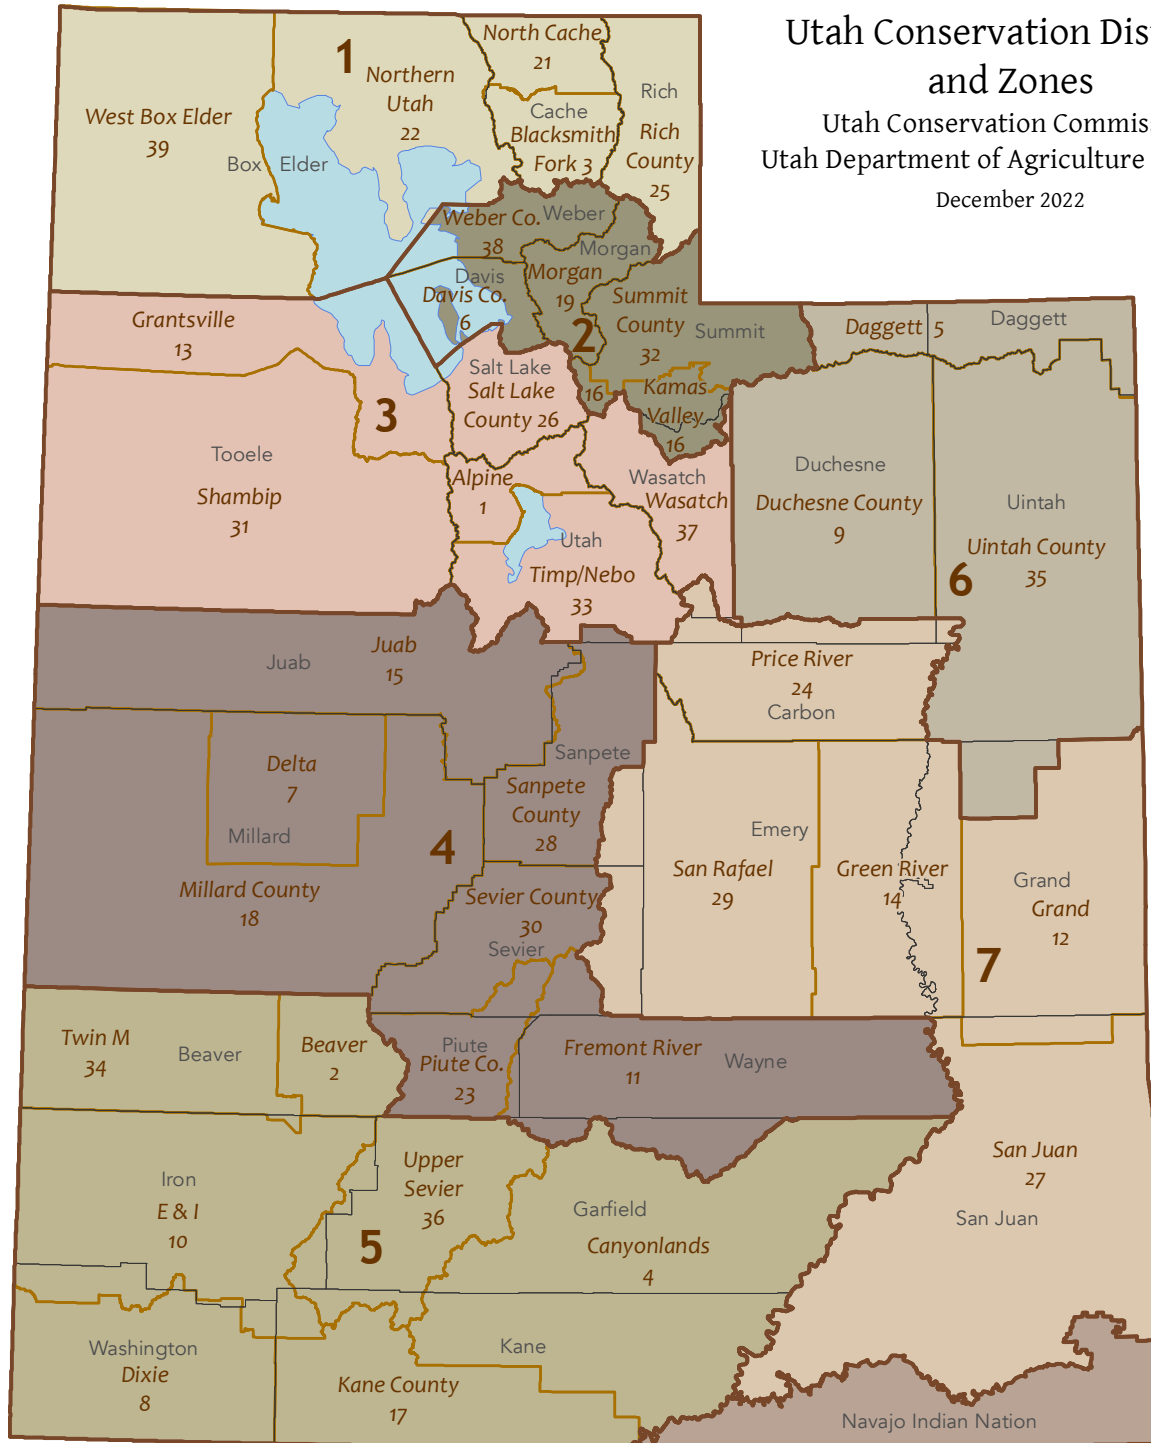 Utah Conservation Dis
and Zones
Utah Conservation Commis
Utah Department of Agriculture
December 2022
1
North Cache
21
Northern
Utah
22
West Box Elder
39
Box Elder
Cache
Blacksmith
Fork 3
Rich
Rich
County
25
Weber Co.
38
Weber
Morgan
Morgan
19
Davis
Davis Co.
6
2
Summit
County
32
Summit
Kamas
Valley
16
16
Grantsville
13
Daggett 5
Daggett
Salt Lake
Salt Lake
County 26
3
Tooele
Shambip
31
Alpine
1
Wasatch
Wasatch
37
Duchesne
Duchesne County
9
Uintah
Uintah County
35
6
Utah
Timp/Nebo
33
Juab
Juab
15
Price River
24
Carbon
Delta
7
Millard
Millard County
18
4
Sanpete
Sanpete
County
28
Sevier County
30
Sevier
Emery
San Rafael
29
Green River
14
Grand
Grand
12
7
Twin M
34
Beaver
Beaver
2
Piute
Piute Co.
23
Fremont River
11
Wayne
Iron
E & I
10
Upper
Sevier
36
5
Garfield
Canyonlands
4
San Juan
27
San Juan
Washington
Dixie
8
Kane
Kane County
17
Navajo Indian Nation